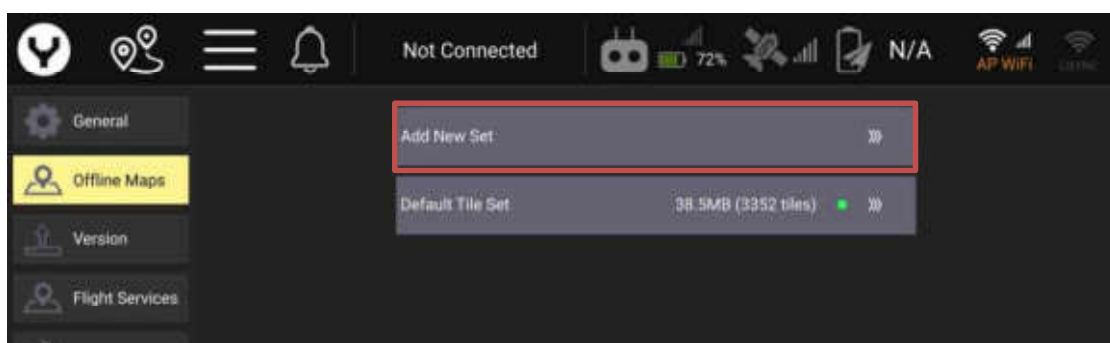 Not Connected
72%
N/A
AP WiFi
General
Offline Maps
Version
Flight Services
Add New Set
Default Tile Set 38.5MB (3352 tiles)